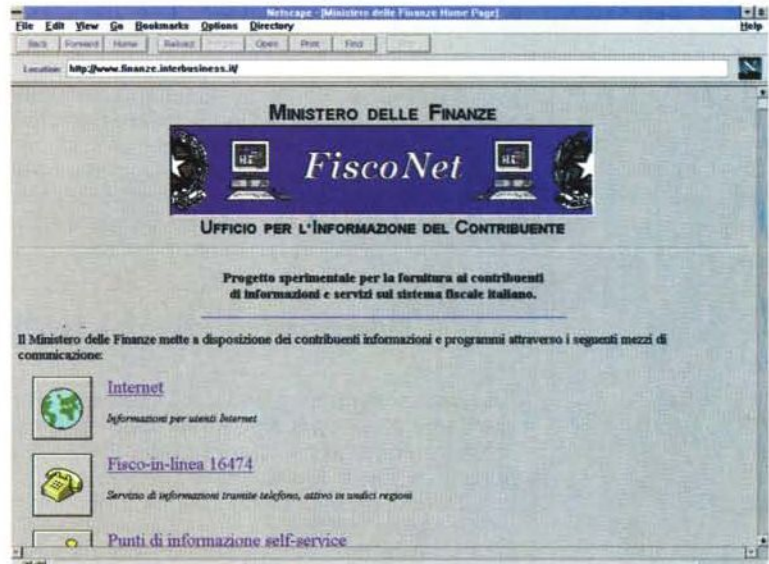 Netscape - [Ministero delle Finanze Home Page]
File Edit View Go Bookmarks Options Directory Help
Back Forward Home Reload Open Print Find
Location: http://www.finanze.interbusiness.it/
MINISTERO DELLE FINANZE
FiscoNet
UFFICIO PER L'INFORMAZIONE DEL CONTRIBUENTE
Progetto sperimentale per la fornitura ai contribuenti
di informazioni e servizi sul sistema fiscale italiano.
Il Ministero delle Finanze mette a disposizione dei contribuenti informazioni e programmi attraverso i seguenti mezzi di
comunicazione:
Internet
Informazioni per utenti Internet
Fisco-in-linea 16474
Servizio di informazioni tramite telefono, attivo in undici regioni
Punti di informazione self-service